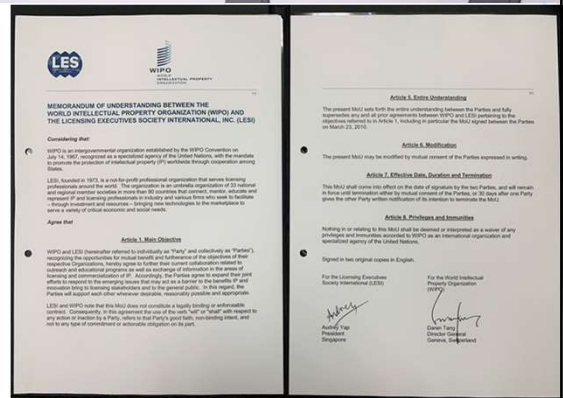 LES
WIPO
WORLD
INTELLECTUAL PROPERTY
ORGANIZATION
MEMORANDUM OF UNDERSTANDING BETWEEN THE
WORLD INTELLECTUAL PROPERTY ORGANIZATION (WIPO) AND
THE LICENSING EXECUTIVES SOCIETY INTERNATIONAL, INC. (LESI)
Considering that:
WIPO is an intergovernmental organization established by the WIPO Convention on
July 14, 1967, recognized as a specialized agency of the United Nations, with the mandate
to promote the protection of intellectual property (IP) worldwide through cooperation among
States.
LESI, founded in 1973, is a not-for-profit professional organization that serves licensing
professionals around the world. The organization is an umbrella organization of 33 national
and regional member societies in more than 90 countries that connect, mentor, educate and
represent IP and licensing professionals in industry and various firms who seek to facilitate
– through investment and resources – bringing new technologies to the marketplace to
serve a variety of critical economic and social needs.
Agree that
Article 1. Main Objective
WIPO and LESI (hereafter referred to individually as "Party" and collectively as "Parties"),
recognizing the opportunities for mutual benefit and furtherance of the objectives of their
respective Organizations, hereby agree to further their current collaboration related to
outreach and educational programs as well as exchange of information in the areas of
licensing and commercialization of IP. Accordingly, the Parties agree to expand their joint
efforts to respond to the emerging issues that may act as a barrier to the benefits IP and
innovation bring to licensing stakeholders and to the general public. In this regard, the
Parties will support each other whenever desirable, reasonably possible and appropriate.
LESI and WIPO note that this MoU does not constitute a legally binding or enforceable
contract. Consequently, in this agreement the use of the verb "will" or "shall" with respect to
any action or inaction by a Party, refers to that Party's good faith, non-binding intent, and
not to any type of commitment or actionable obligation on its part.
Article 5. Entire Understanding
The present MoU sets forth the entire understanding between the Parties and fully
supersedes any and all prior agreements between WIPO and LESI pertaining to the
objectives referred to in Article 1, including in particular the MoU signed between the Parties
on March 23, 2010.
Article 6. Modification
The present MoU may be modified by mutual consent of the Parties expressed in writing.
Article 7. Effective Date, Duration and Termination
This MoU shall come into effect on the date of signature by the two Parties, and will remain
in force until termination either by mutual consent of the Parties, or 30 days after one Party
gives the other Party written notification of its intention to terminate the MoU.
Article 8. Privileges and Immunities
Nothing in or relating to this MoU shall be deemed or interpreted as a waiver of any
privileges and immunities accorded to WIPO as an international organization and
specialized agency of the United Nations.
Signed in two original copies in English.
For the Licensing Executives
Society International (LESI)
Audrey
Audrey Yap
President
Singapore
For the World Intellectual
Property Organization
(WIPO)
Daren Tang
Director General
Geneva, Switzerland